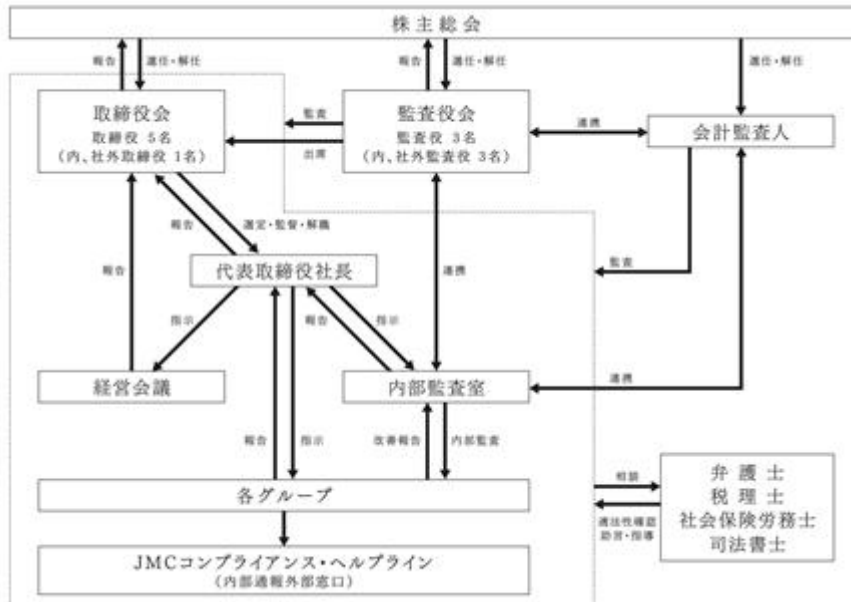 株主総会
報告
選任・解任
報告
選任・解任
選任・解任
取締役会
取締役 5名
(内、社外取締役 1名)
監査
出席
監査役会
監査役 3名
(内、社外監査役 3名)
連携
会計監査人
報告
選定・監督・解職
報告
代表取締役社長
連携
監査
指示
報告
指示
経営会議
内部監査室
連携
報告
指示
改善報告
内部監査
各グループ
相談
適法性確認
助言・指導
弁護士
税理士
社会保険労務士
司法書士
JMCコンプライアンス・ヘルプライン
(内部通報外部窓口)